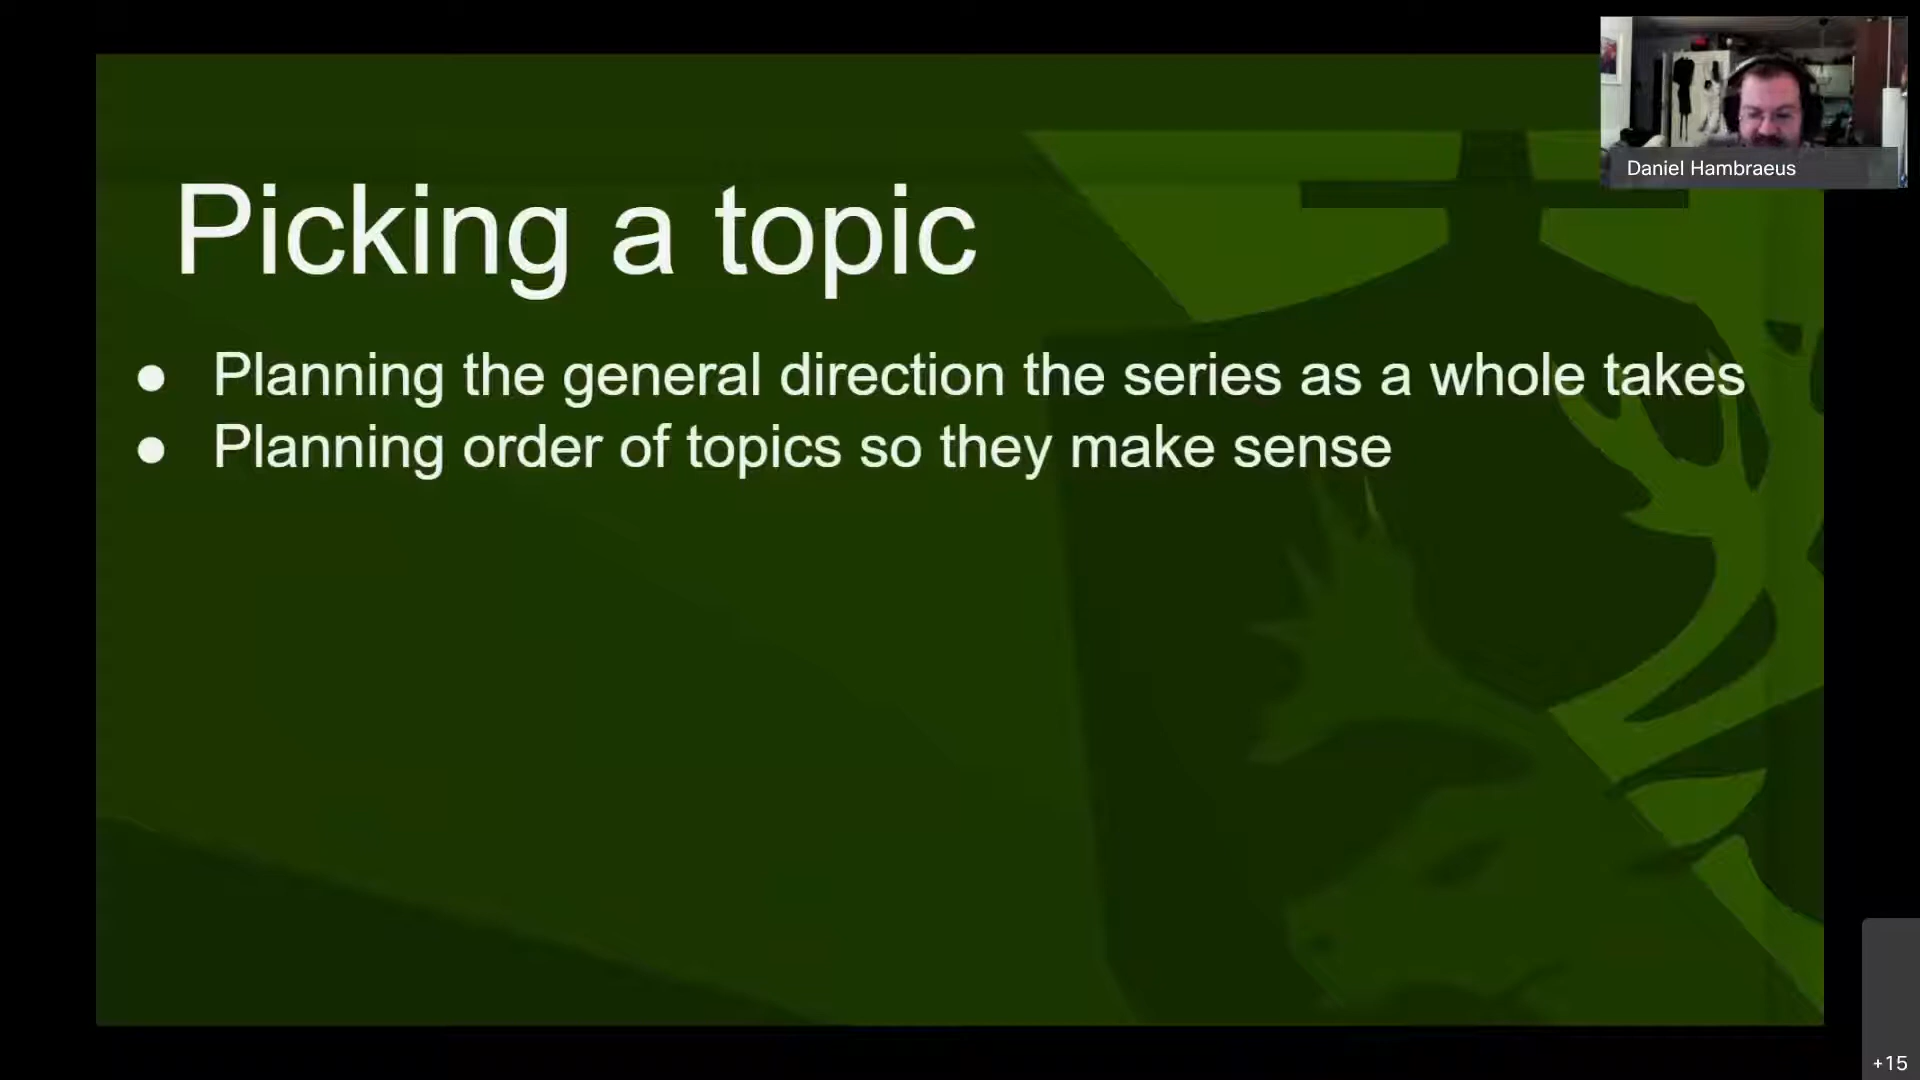 Daniel Hambraeus
Picking a topic
● Planning the general direction the series as a whole takes
● Planning order of topics so they make sense
+15